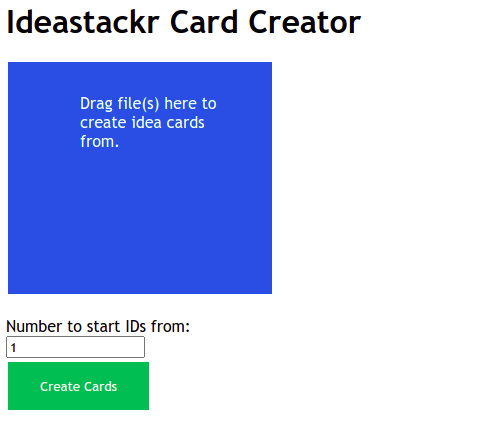 Ideastackr Card Creator
Drag file(s) here to
create idea cards
from.
Number to start IDs from:
1
Create Cards